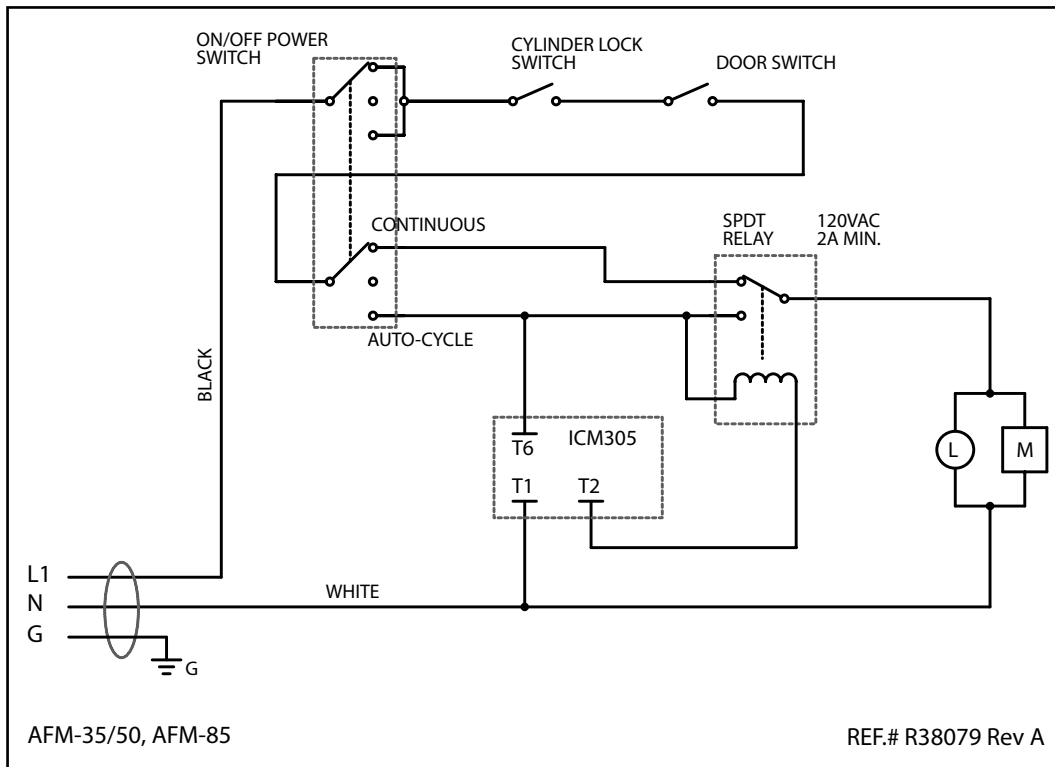 ON/OFF POWER
SWITCH
CYLINDER LOCK
SWITCH
DOOR SWITCH
CONTINUOUS
SPDT
RELAY
120VAC
2A MIN.
AUTO-CYCLE
BLACK
ICM305
T6
T1
T2
L
M
L1
N
WHITE
G
G
AFM-35/50, AFM-85
REF.# R38079 Rev A